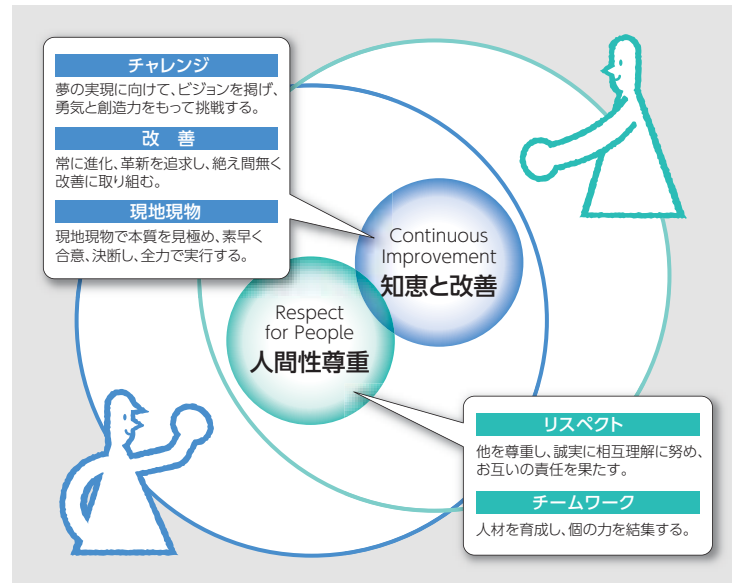 チャレンジ
夢の実現に向けて、ビジョンを掲げ、
勇気と創造力をもって挑戦する。
改 善
常に進化、革新を追求し、絶え間無く
改善に取り組む。
現地現物
現地現物で本質を見極め、素早く
合意、決断し、全力で実行する。
Continuous
Improvement
知恵と改善
Respect
for People
人間性尊重
リスペクト
他を尊重し、誠実に相互理解に努め、
お互いの責任を果たす。
チームワーク
人材を育成し、個の力を結集する。